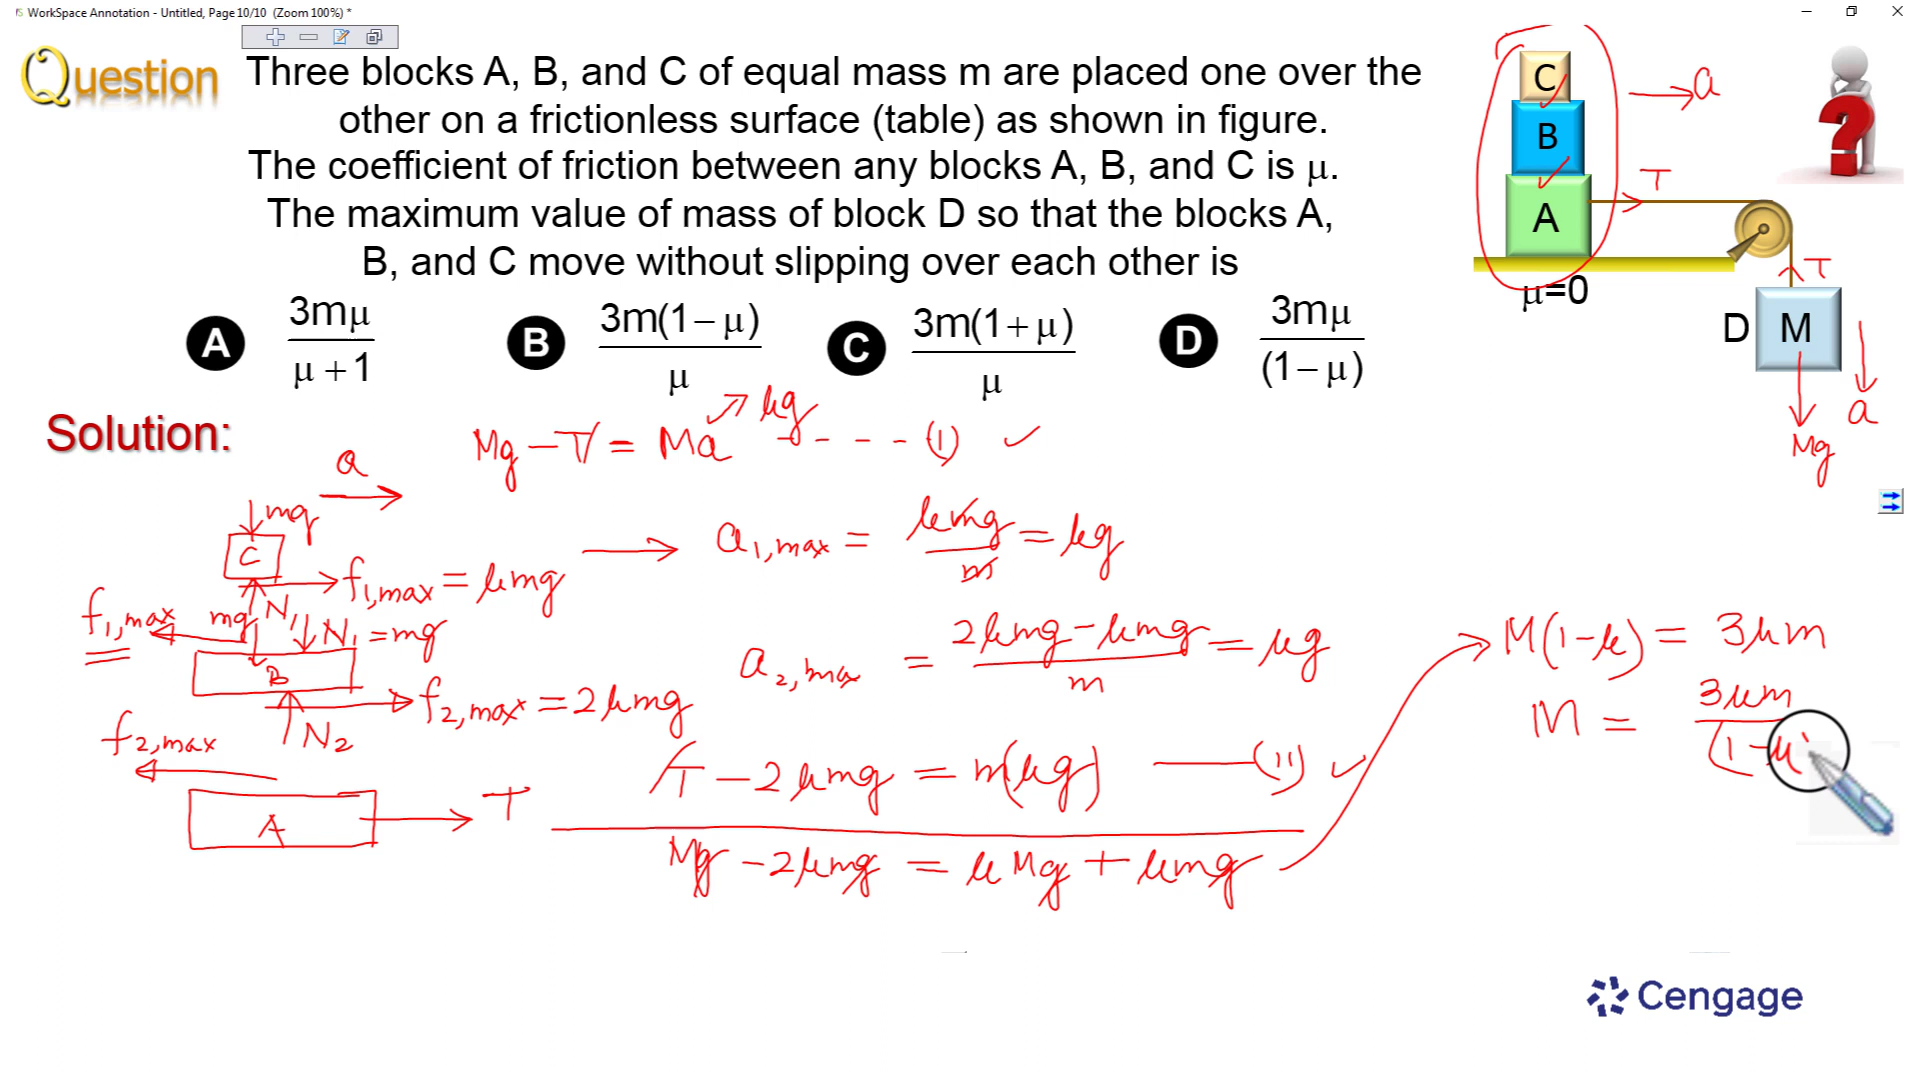 WorkSpace Annotation - Untitled, Page 10/10 (Zoom 100%) *
Question
Three blocks A, B, and C of equal mass m are placed one over the
other on a frictionless surface (table) as shown in figure.
The coefficient of friction between any blocks A, B, and C is μ.
The maximum value of mass of block D so that the blocks A,
B, and C move without slipping over each other is
A 3mμ / μ + 1
B 3m(1 – μ) / μ
C 3m(1 + μ) / μ
D 3mμ / (1 – μ)
C
B
A
a
T
μ=0
T
D M
a
Mg
Solution:
Mg – T = Ma ---- (I)
μg
a
mg
C
f1,max = μmg
a1,max = μmg / m = μg
N1
f1,max
mg
N1 = mg
B
f2,max = 2μmg
N2
a2,max = 2μmg – μmg / m = μg
f2,max
A
T
T – 2μmg = m(μg) — (II)
Mg – 2μmg = μMg + μmg
M(1–μ) = 3μm
M = 3μm / (1–μ)
Cengage